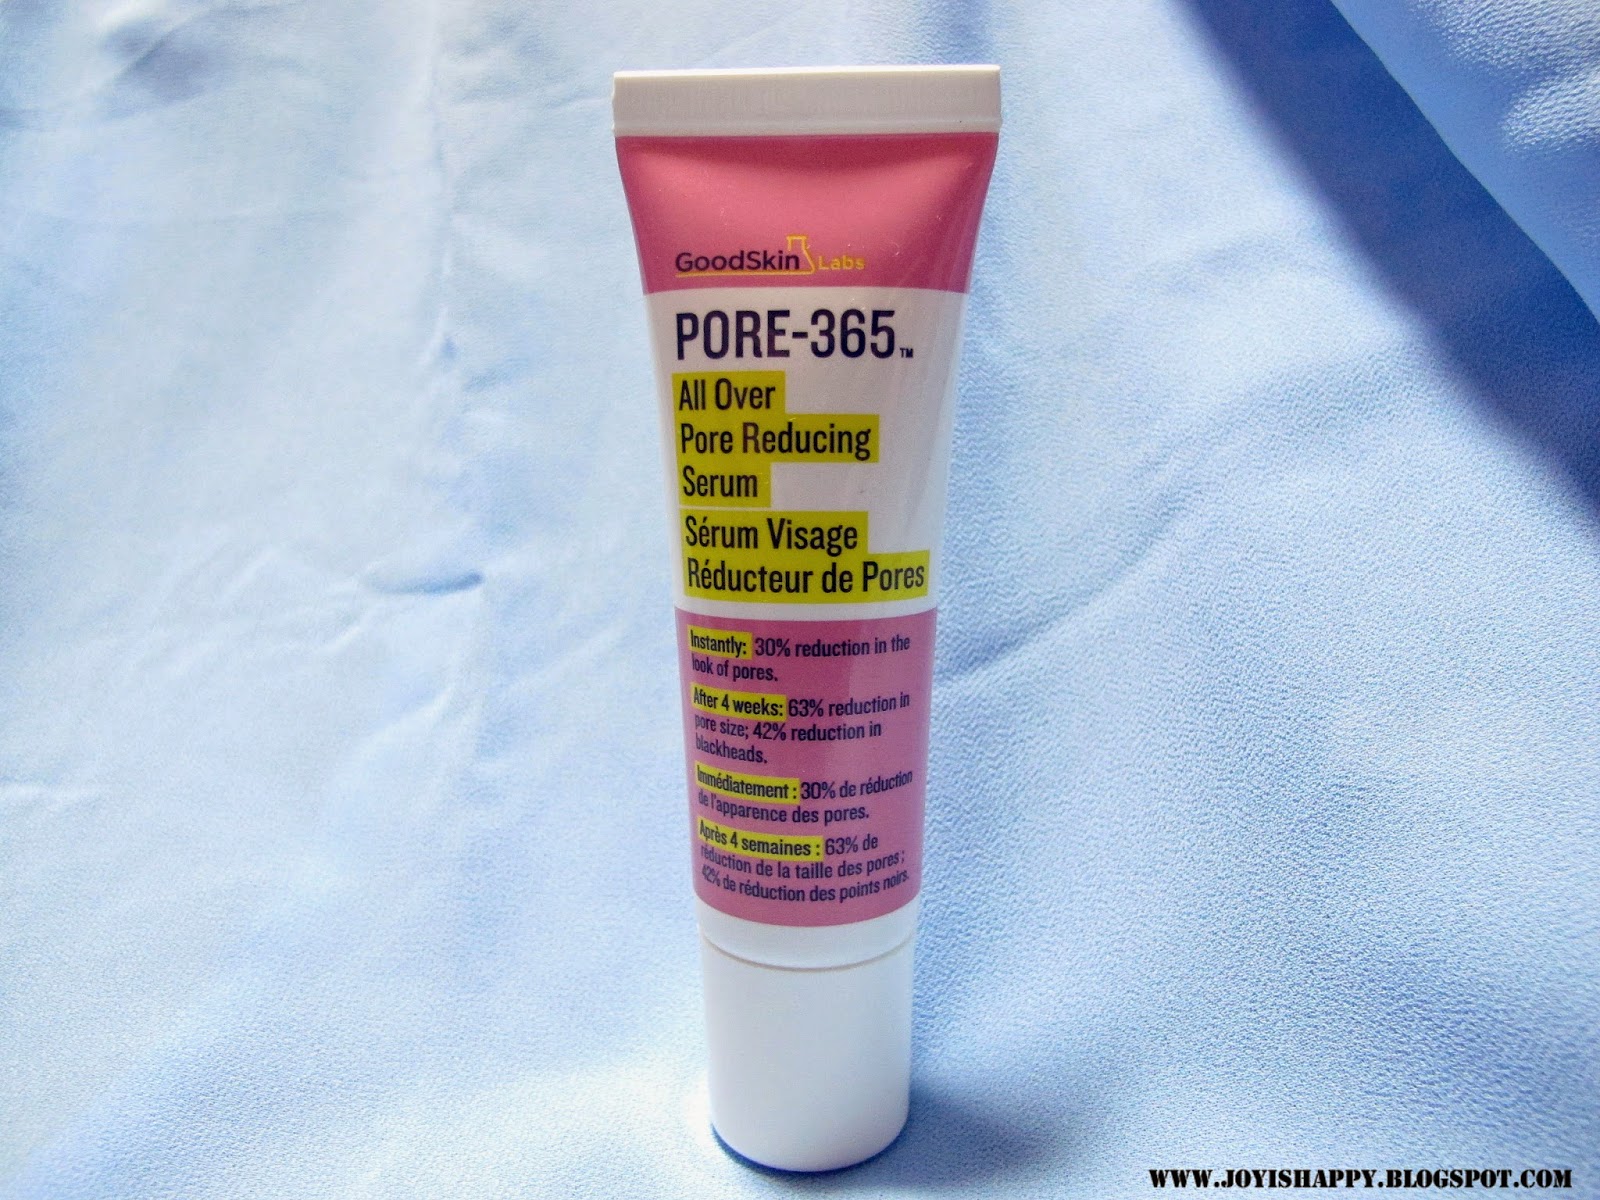 GoodSkin Labs
PORE-365™
All Over
Pore Reducing
Serum
Sérum Visage
Réducteur de Pores
Instantly: 30% reduction in the
look of pores.
After 4 weeks: 63% reduction in
pore size; 42% reduction in
blackheads.
Immédiatement : 30% de réduction
de l'apparence des pores.
Après 4 semaines : 63% de
réduction de la taille des pores ;
42% de réduction des points noirs.
WWW.JOYISHAPPY.BLOGSPOT.COM